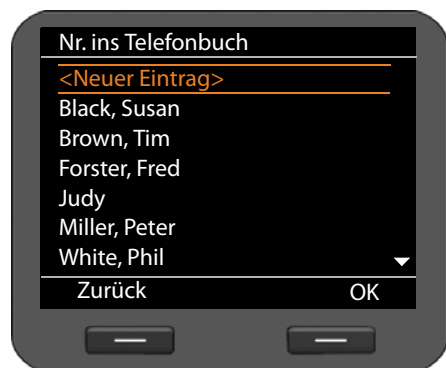 Nr. ins Telefonbuch
<Neuer Eintrag>
Black, Susan
Brown, Tim
Forster, Fred
Judy
Miller, Peter
White, Phil
Zurück OK